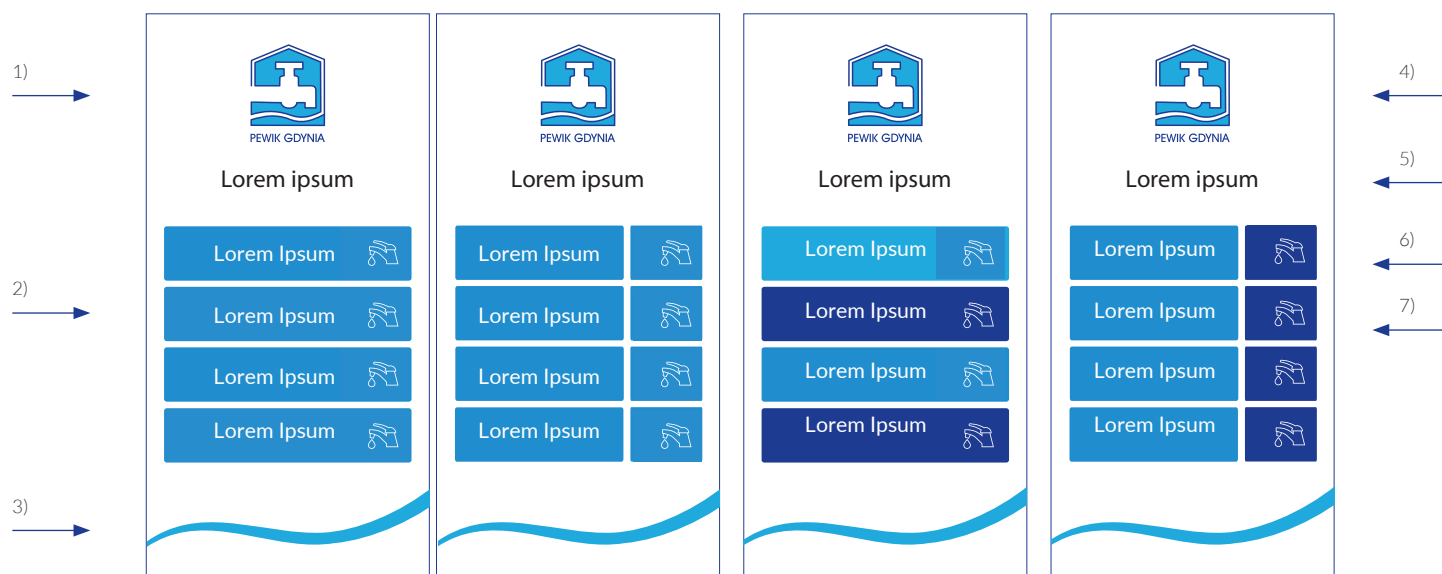 1)
4)
PEWIK GDYNIA PEWIK GDYNIA PEWIK GDYNIA PEWIK GDYNIA
5)
Lorem ipsum Lorem ipsum Lorem ipsum Lorem ipsum
6)
Lorem Ipsum Lorem Ipsum Lorem Ipsum Lorem Ipsum
2)
7)
Lorem Ipsum Lorem Ipsum Lorem Ipsum Lorem Ipsum
Lorem Ipsum Lorem Ipsum Lorem Ipsum Lorem Ipsum
Lorem Ipsum Lorem Ipsum Lorem Ipsum Lorem Ipsum
3)